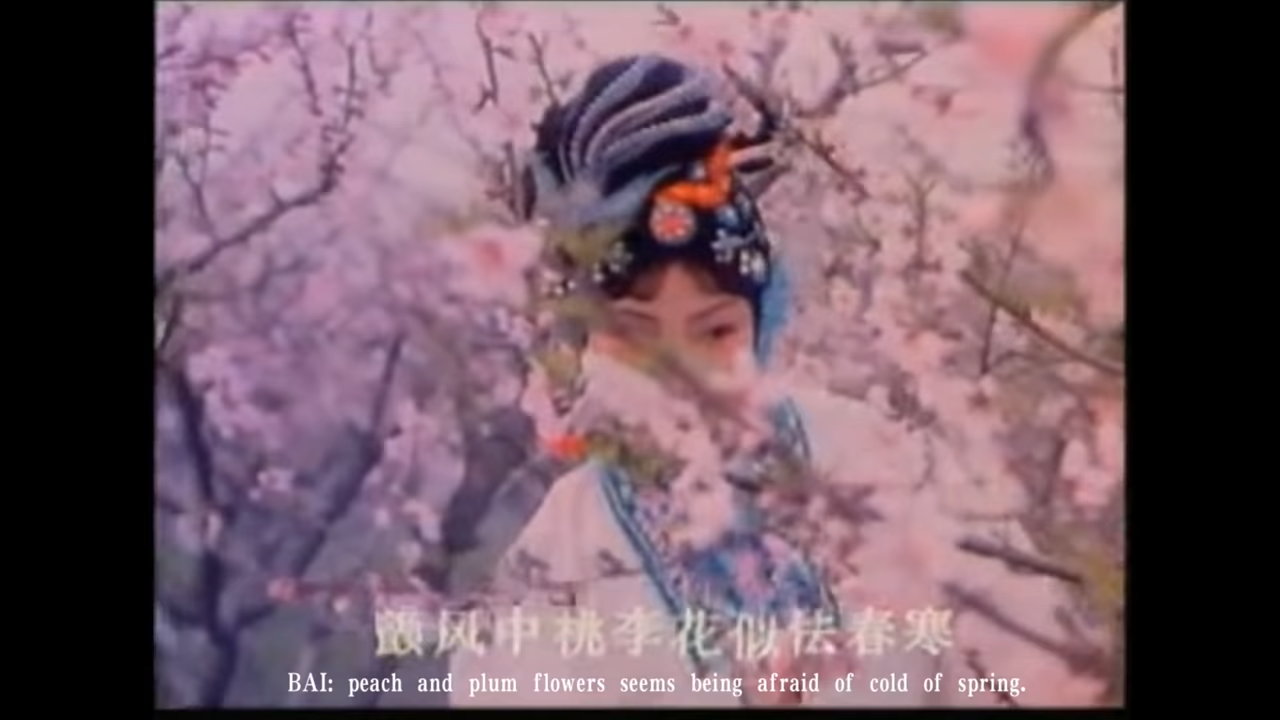 颤风中桃李花似怯春寒
BAI: peach and plum flowers seems being afraid of cold of spring.